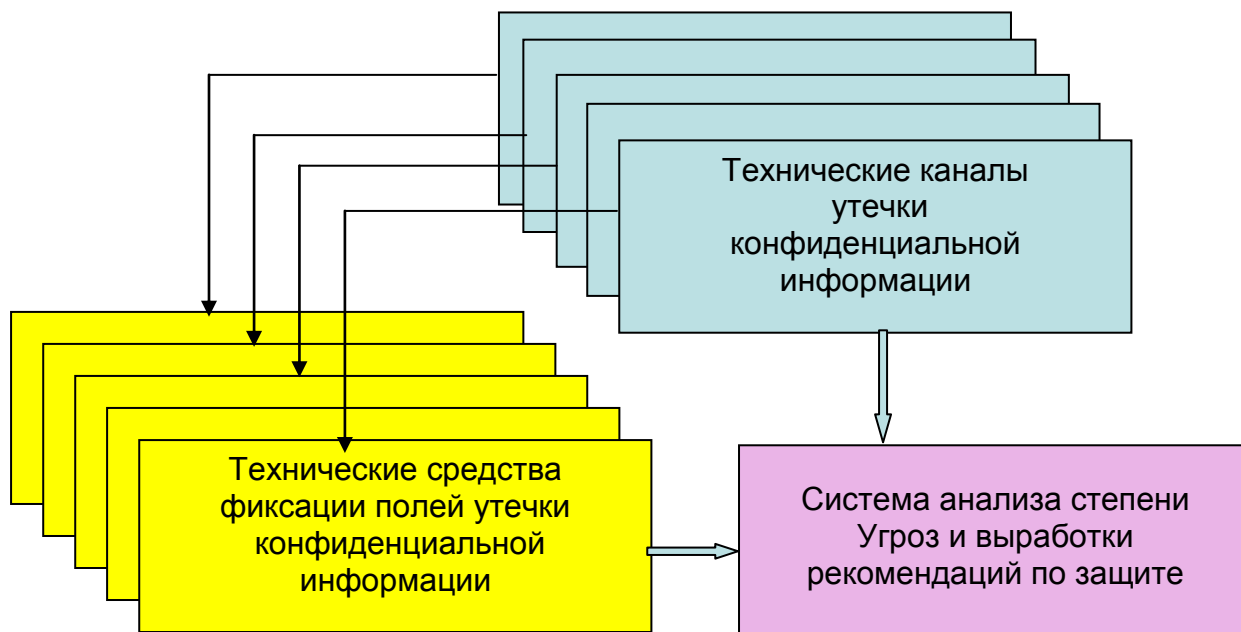 Технические каналы
утечки
конфиденциальной
информации
Технические средства
фиксации полей утечки
конфиденциальной
информации
Система анализа степени
Угроз и выработки
рекомендаций по защите